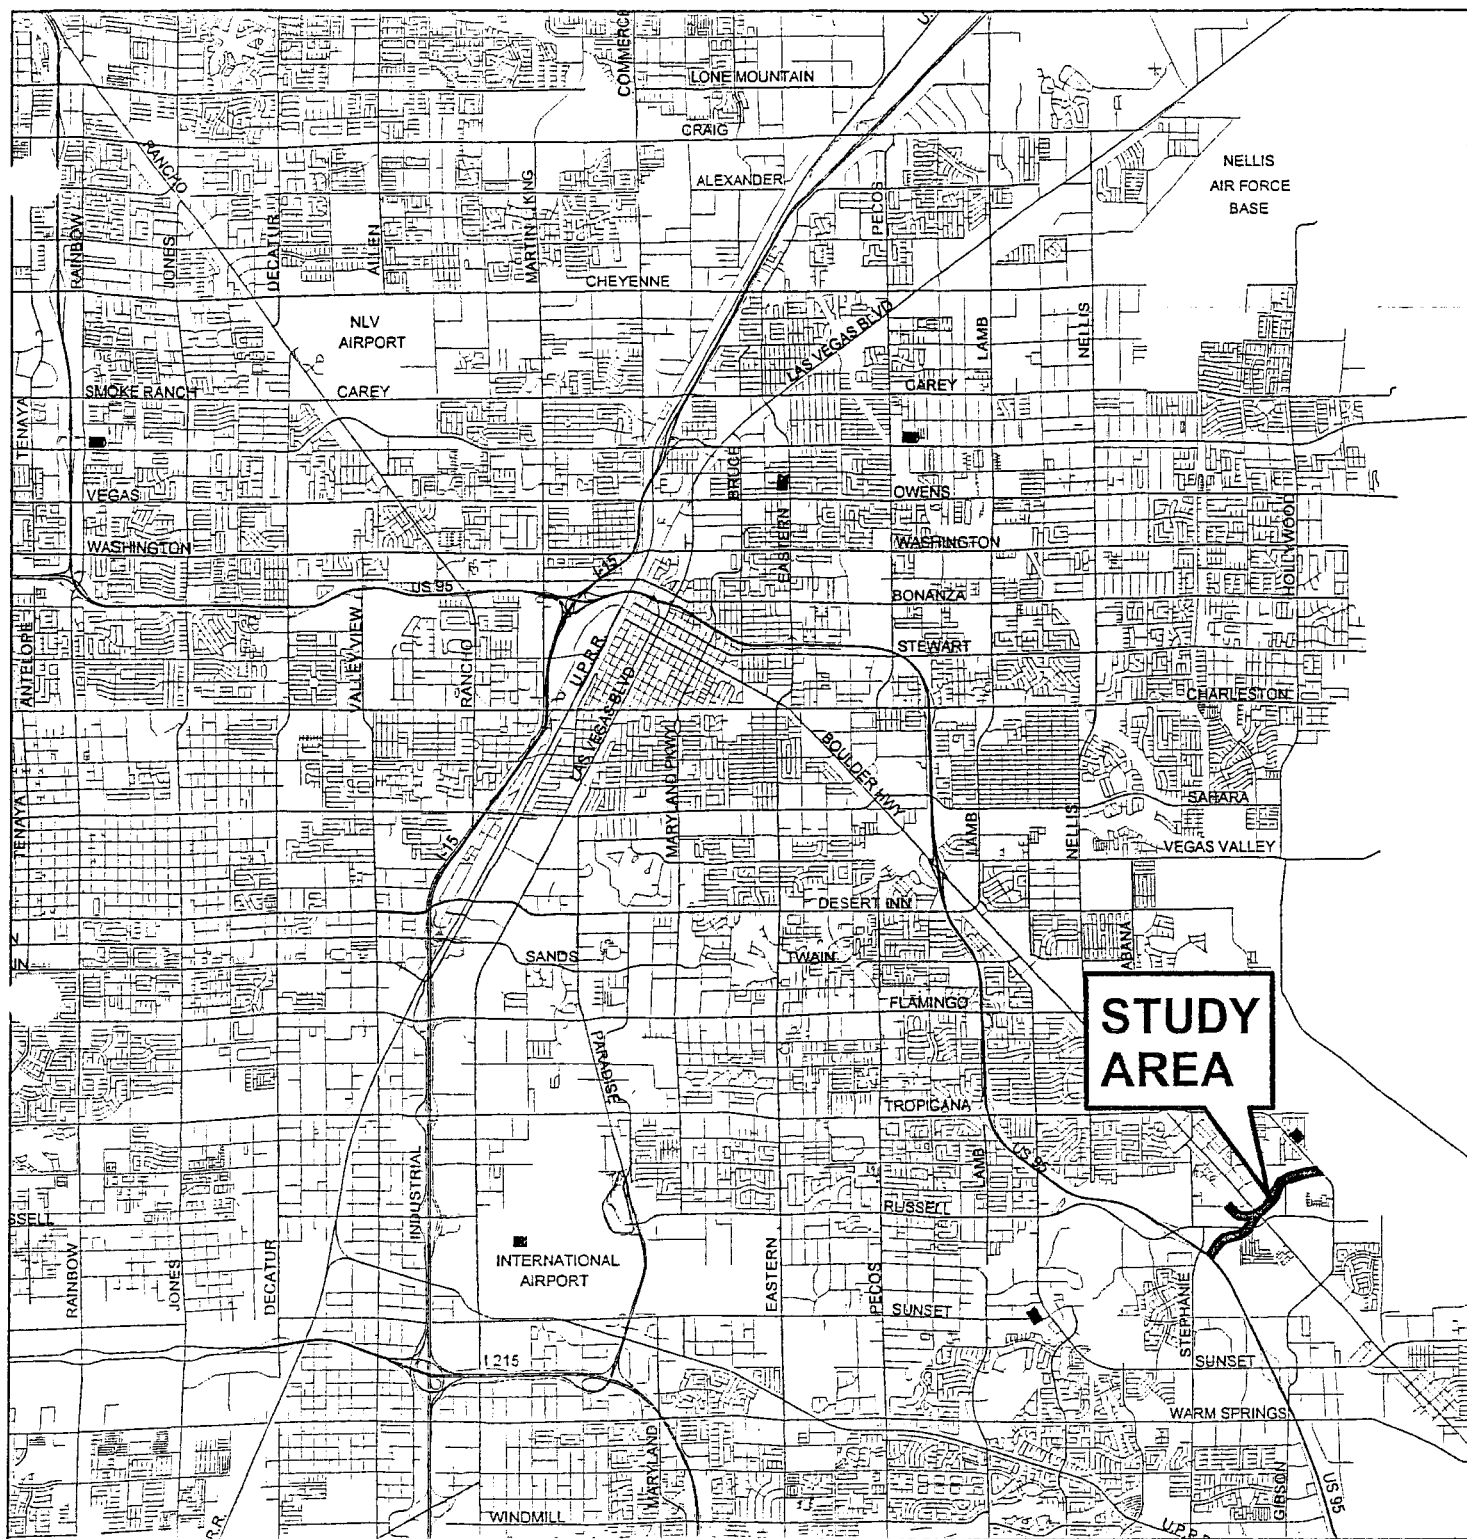 COMMERCE
U.
LONE MOUNTAIN
CRAIG
RANCHO
ALEXANDER
NELLIS
AIR FORCE
BASE
RAINBOW
JONES
DECATUR
ALLEN
MARTIN L. KING
PECOS
CHEYENNE
NLV
AIRPORT
LAS VEGAS BLVD
LAMB
NELLIS
SMOKE RANCH
CAREY
CAREY
TENAYA
BRUCE
VEGAS
OWENS
EASTERN
HOLLYWOOD
WASHINGTON
WASHINGTON
I-15
US 95
BONANZA
ANTELOPE
VALLEY VIEW
RANCHO
U.P.R.R.
STEWART
LAS VEGAS BLVD
CHARLESTON
MARYLAND PKWY
BOULDER HWY
TENAYA
I-15
LAMB
NELLIS
SAHARA
VEGAS VALLEY
DESERT INN
SANDS
TWAIN
ABANA
IN
FLAMINGO
STUDY
AREA
PARADISE
TROPICANA
INDUSTRIAL
LAMB
US 95
SSELL
RUSSELL
RAINBOW
JONES
DECATUR
INTERNATIONAL
AIRPORT
EASTERN
PECOS
SUNSET
STEPHANIE
I 215
SUNSET
WARM SPRINGS
MARYLAND
GIBSON
US 95
R.R.
WINDMILL
U.P.R.R.